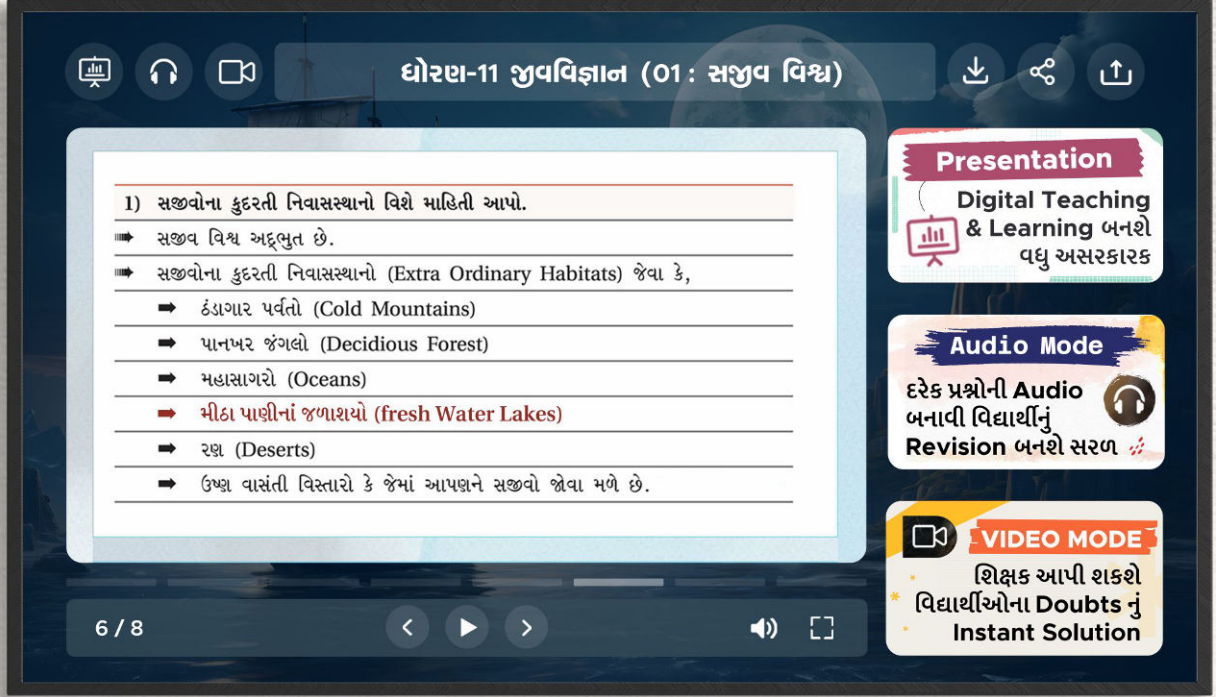 ધોરણ-11 જીવવિજ્ઞાન (01 : સજીવ વિશ્વ)
1) સજીવોના કુદરતી નિવાસસ્થાનો વિશે માહિતી આપો.
સજીવ વિશ્વ અદ્ભુત છે.
સજીવોના કુદરતી નિવાસસ્થાનો (Extra Ordinary Habitats) જેવા કે,
ઠંડાગાર પર્વતો (Cold Mountains)
પાનખર જંગલો (Decidious Forest)
મહાસાગરો (Oceans)
મીઠા પાણીનાં જળાશયો (fresh Water Lakes)
રણ (Deserts)
ઉષ્ણ વાસંતી વિસ્તારો કે જેમાં આપણને સજીવો જોવા મળે છે.
6 / 8
Presentation
Digital Teaching
& Learning બનશે
વધુ અસરકારક
Audio Mode
દરેક પ્રશ્નોની Audio
બનાવી વિદ્યાર્થીનું
Revision બનશે સરળ
VIDEO MODE
શિક્ષક આપી શકશે
વિદ્યાર્થીઓના Doubts નું
Instant Solution